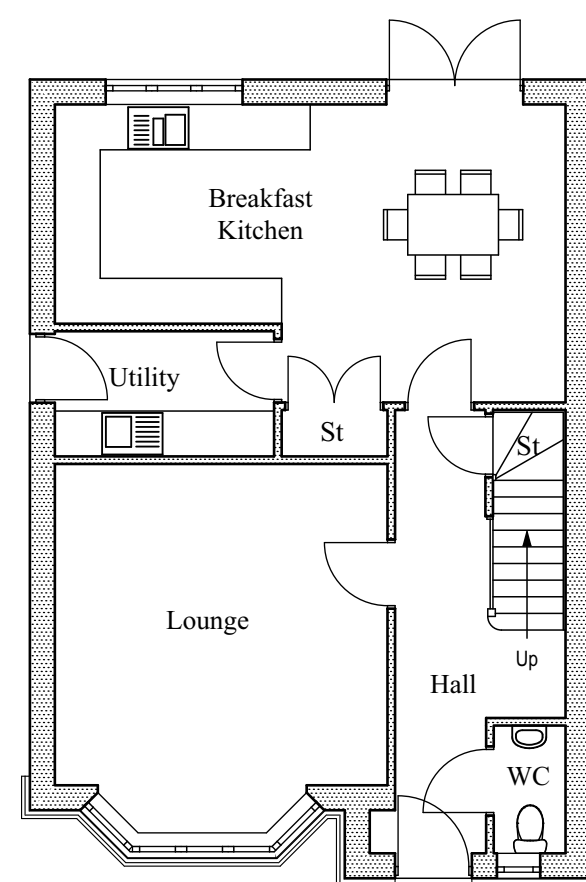 Breakfast
Kitchen
Utility
St
St
Lounge
Up
Hall
WC